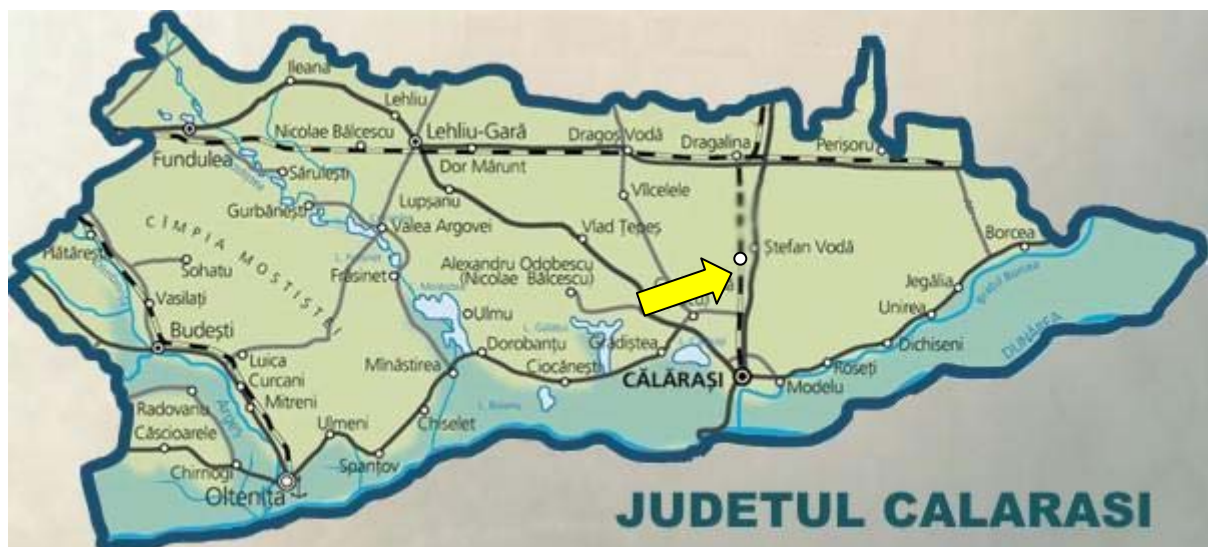 Ileana
Lehliu
Nicolae Bălcescu
Lehliu-Gară
Dragoș Vodă
Dragalina
Perișoru
Fundulea
Dor Mărunt
Sărulești
Vîlcelele
Gurbănești
Lupșanu
Valea Argovei
Vlad Țepeș
CÎMPIA MOSTIȘTEI
Ștefan Vodă
Borcea
Plătărești
Sohatu
Frăsinet
Alexandru Odobescu
(Nicolae Bălcescu)
Jegălia
Vasilați
Ulmu
Unirea
Budești
DUNĂREA
Luica
Dorobanțu
Grădiștea
Dichiseni
Curcani
Mînăstirea
Ciocănești
CĂLĂRAȘI
Roseți
Modelu
Mitreni
Radovanu
Argeș
Căscioarele
Ulmeni
Chiselet
Chirnogi
Spanțov
Oltenița
JUDETUL CALARASI